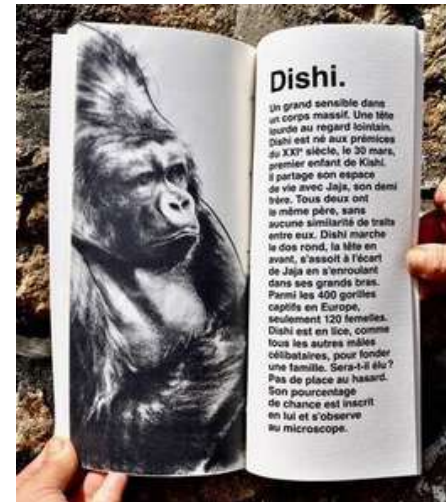 Dishi.
Un grand sensible dans
un corps massif. Une tête
lourde au regard lointain.
Dishi est né aux prémices
du XXIᵉ siècle, le 30 mars,
premier enfant de Kishi.
Il partage son espace
de vie avec Jaja, son demi
frère. Tous deux ont
le même père, sans
aucune similarité de traits
entre eux. Dishi marche
le dos rond, la tête en
avant, s'assoit à l'écart
de Jaja en s'enroulant
dans ses grands bras.
Parmi les 400 gorilles
captifs en Europe,
seulement 120 femelles.
Dishi est en lice, comme
tous les autres mâles
célibataires, pour fonder
une famille. Sera-t-il élu ?
Pas de place au hasard.
Son pourcentage
de chance est inscrit
en lui et s'observe
au microscope.